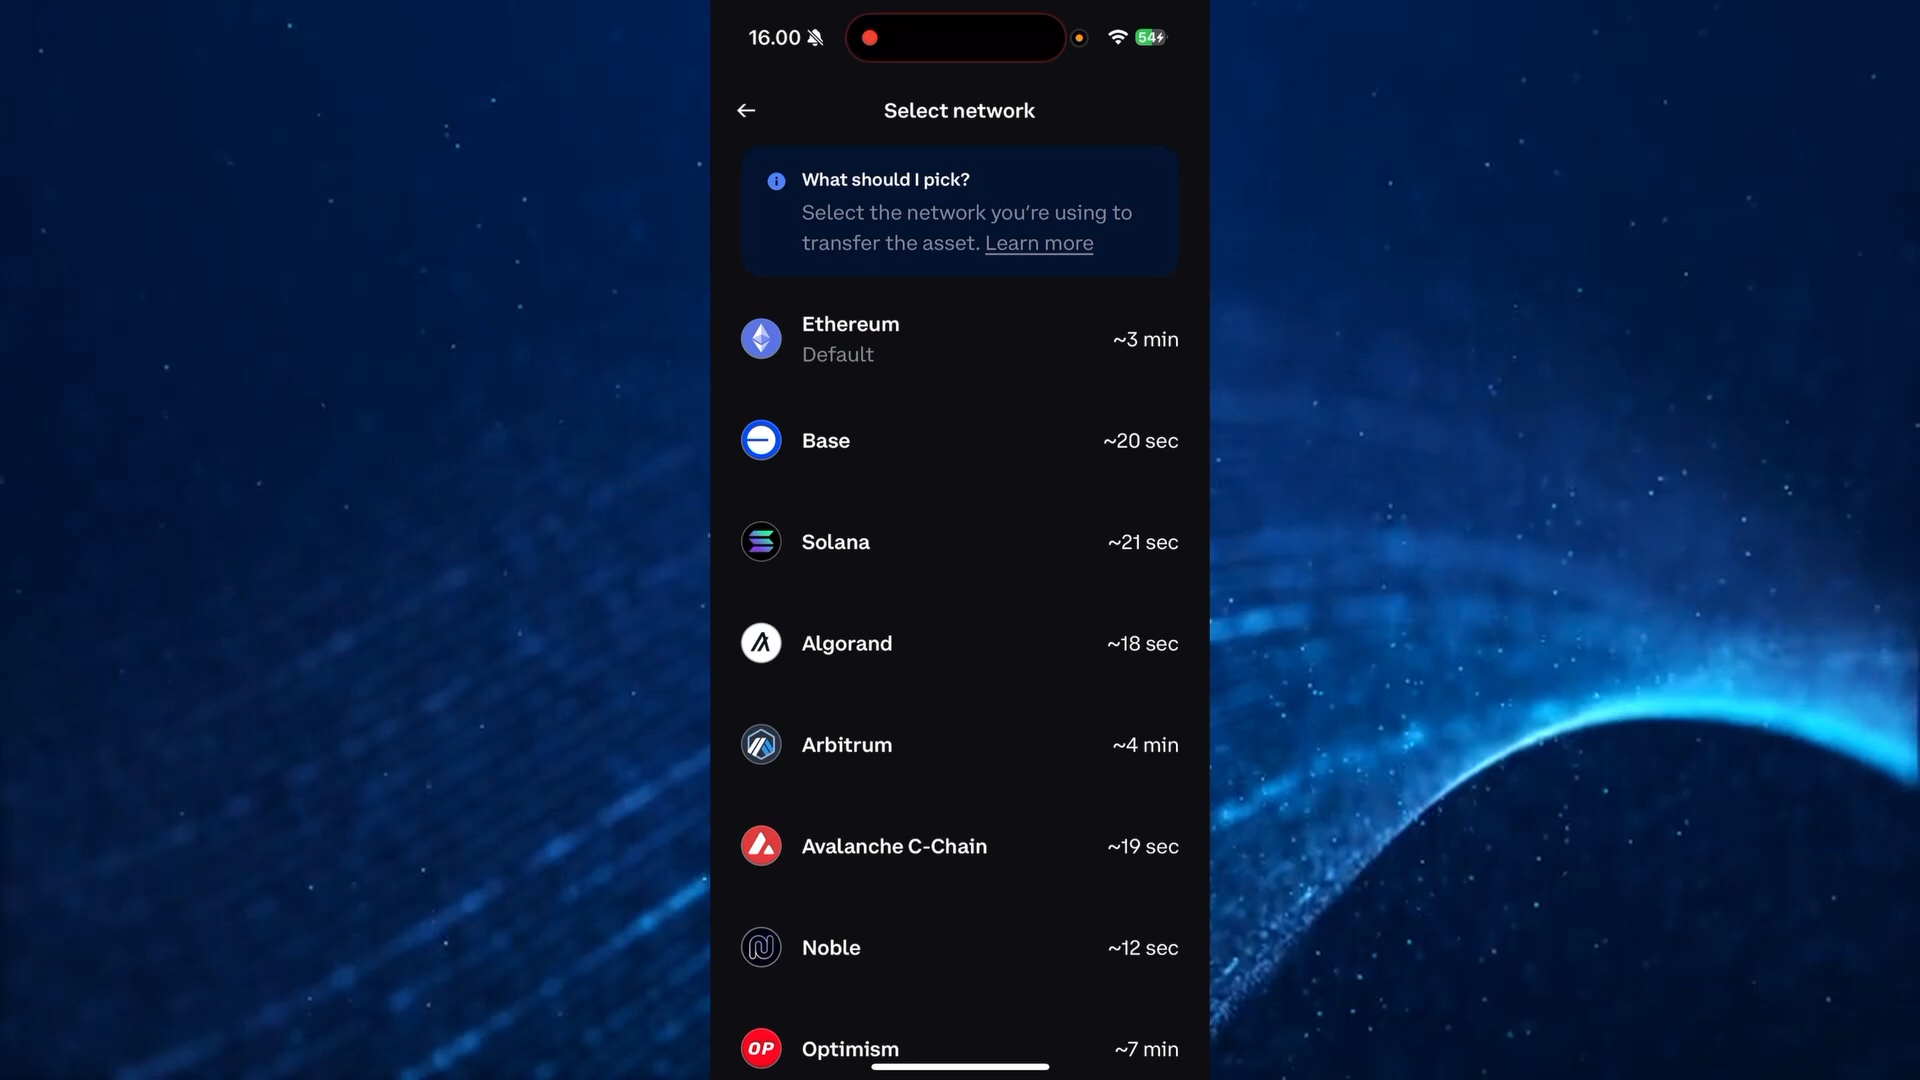 16.00
54
Select network
What should I pick?
Select the network you're using to
transfer the asset. Learn more
Ethereum
Default
~3 min
Base
~20 sec
Solana
~21 sec
Algorand
~18 sec
Arbitrum
~4 min
Avalanche C-Chain
~19 sec
Noble
~12 sec
OP
Optimism
~7 min